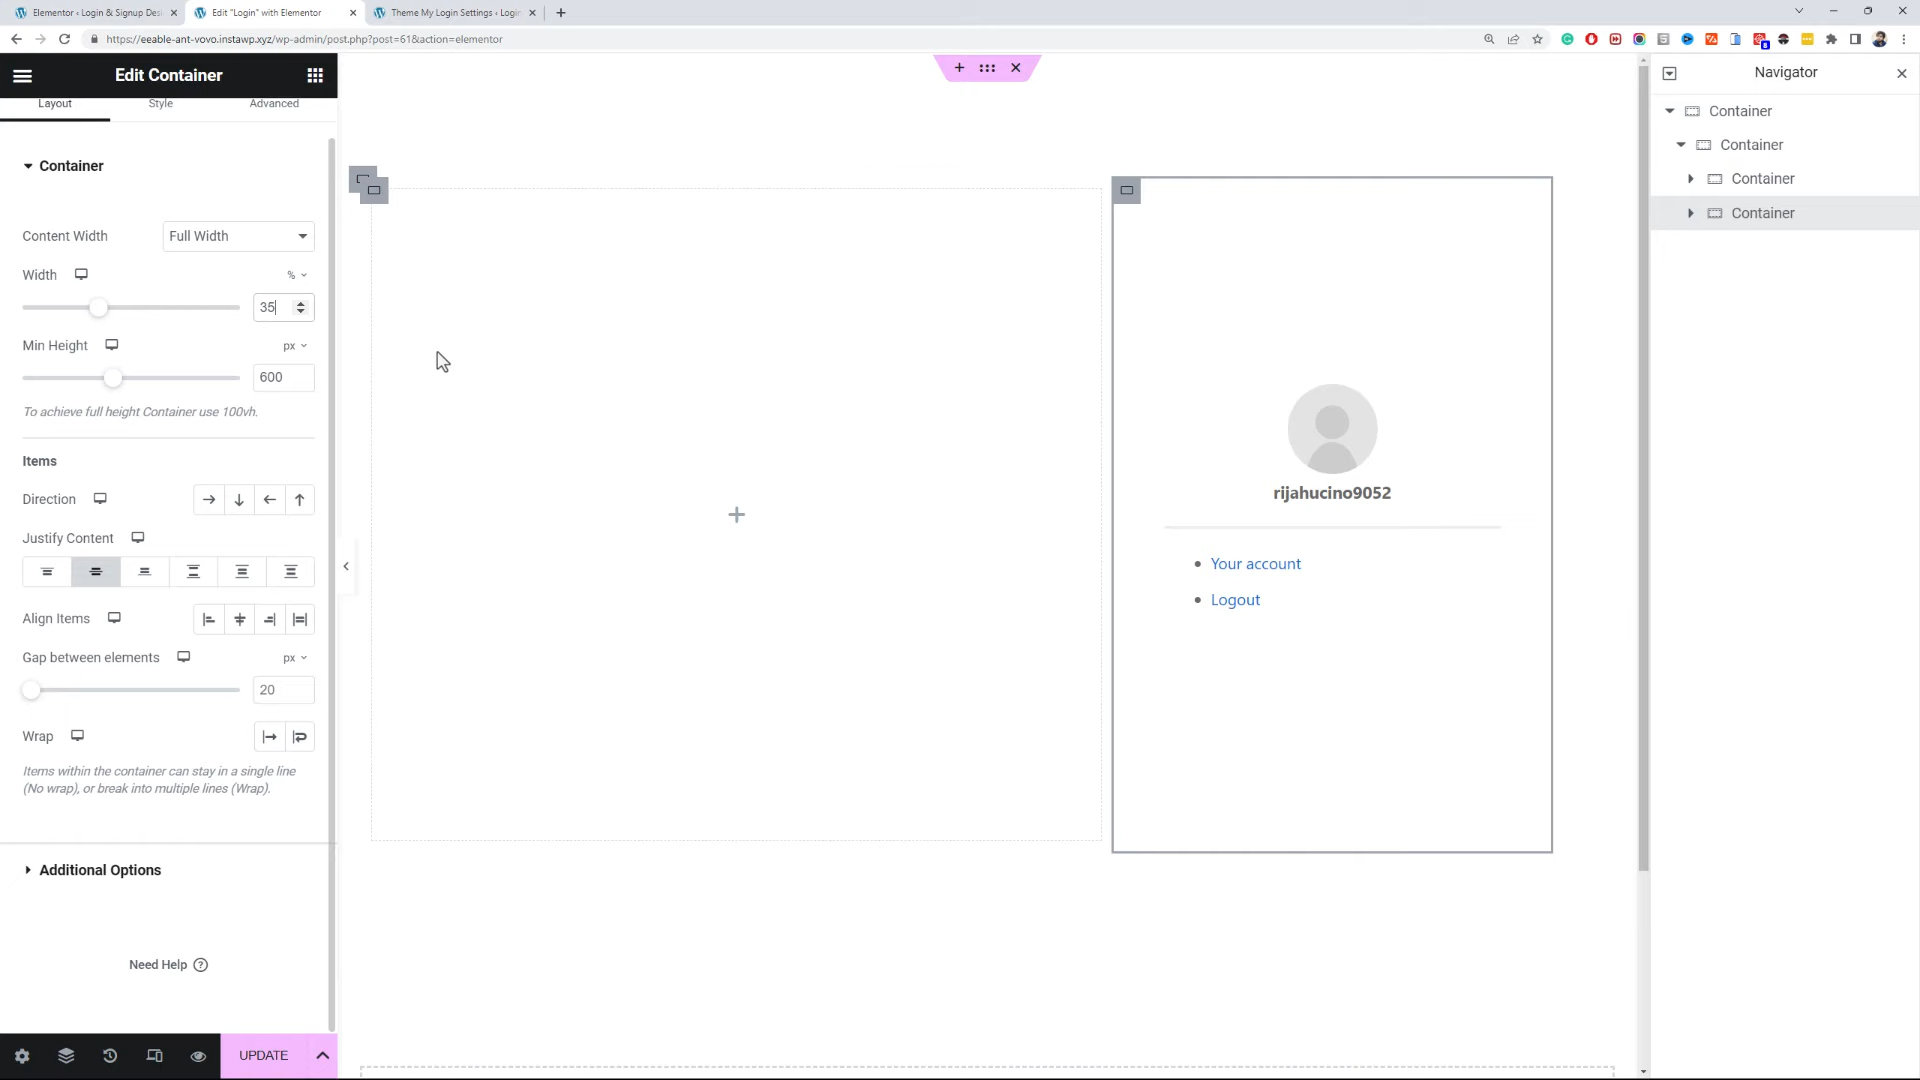 Elementor ‹ Login & Signup Des
Edit "Login" with Elementor
Theme My Login Settings ‹ Login
https://eeable-ant-vovo.instawp.xyz/wp-admin/post.php?post=61&action=elementor
Edit Container
Navigator
Layout
Style
Advanced
Container
Container
Container
Container
Container
Content Width
Full Width
Width
%
35
Min Height
px
600
To achieve full height Container use 100vh.
Items
Direction
Justify Content
Align Items
Gap between elements
px
20
Wrap
Items within the container can stay in a single line
(No wrap), or break into multiple lines (Wrap).
Additional Options
Need Help
UPDATE
rijahucino9052
Your account
Logout